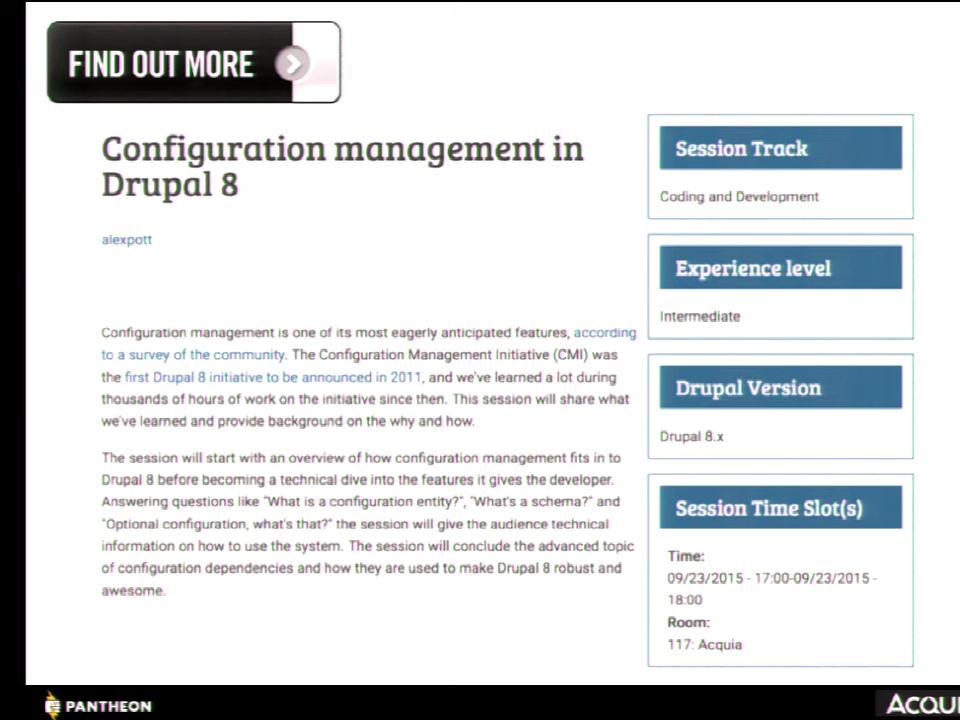 FIND OUT MORE
Configuration management in
Drupal 8
alexpott
Configuration management is one of its most eagerly anticipated features, according
to a survey of the community. The Configuration Management Initiative (CMI) was
the first Drupal 8 initiative to be announced in 2011, and we've learned a lot during
thousands of hours of work on the initiative since then. This session will share what
we've learned and provide background on the why and how.
The session will start with an overview of how configuration management fits in to
Drupal 8 before becoming a technical dive into the features it gives the developer.
Answering questions like "What is a configuration entity?", "What's a schema?" and
"Optional configuration, what's that?" the session will give the audience technical
information on how to use the system. The session will conclude the advanced topic
of configuration dependencies and how they are used to make Drupal 8 robust and
awesome.
Session Track
Coding and Development
Experience level
Intermediate
Drupal Version
Drupal 8.x
Session Time Slot(s)
Time:
09/23/2015 - 17:00-09/23/2015 -
18:00
Room:
117: Acquia
PANTHEON